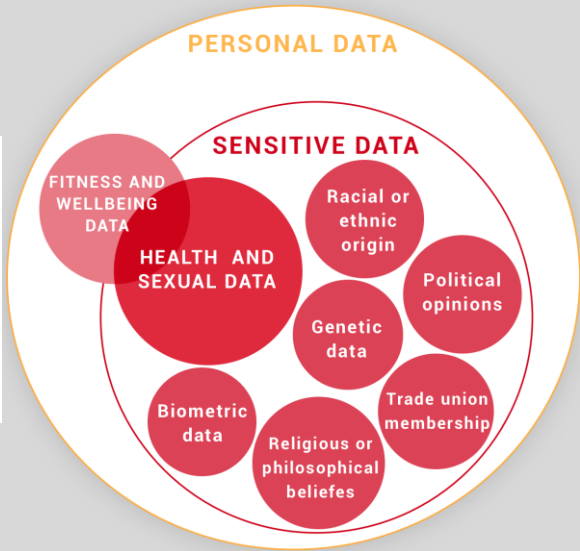 PERSONAL DATA
SENSITIVE DATA
FITNESS AND
WELLBEING
DATA
HEALTH AND
SEXUAL DATA
Racial or
ethnic
origin
Political
opinions
Genetic
data
Trade union
membership
Biometric
data
Religious or
philosophical
beliefes